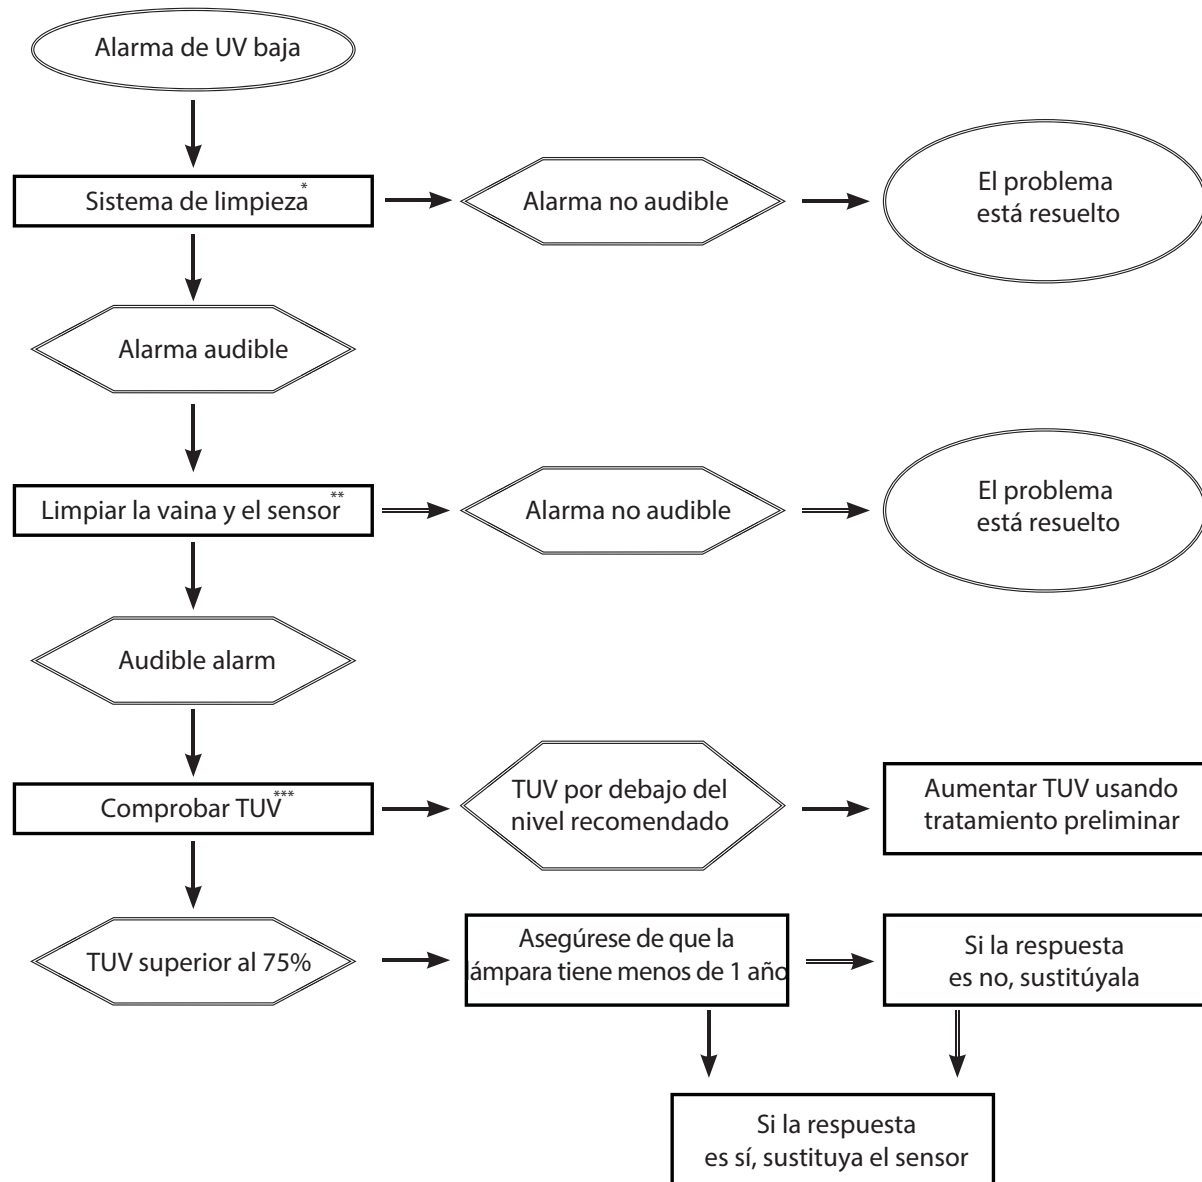 Alarma de UV baja
Sistema de limpieza*
Alarma no audible
El problema
está resuelto
Alarma audible
Limpiar la vaina y el sensor**
Alarma no audible
El problema
está resuelto
Audible alarm
Comprobar TUV***
TUV por debajo del
nivel recomendado
Aumentar TUV usando
tratamiento preliminar
TUV superior al 75%
Asegúrese de que la
lámpara tiene menos de 1 año
Si la respuesta
es no, sustitúyala
Si la respuesta
es sí, sustituya el sensor